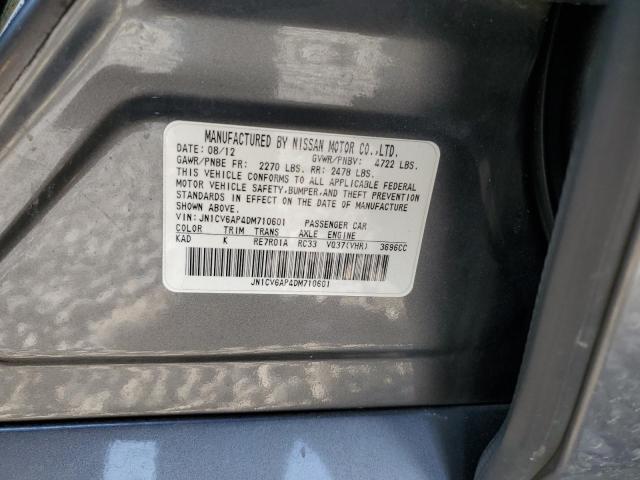 MANUFACTURED BY NISSAN MOTOR CO.,LTD.
DATE: 08/12 GVWR/PNBV: 4722 LBS.
GAWR/PNBE FR: 2270 LBS. RR: 2478 LBS.
THIS VEHICLE CONFORMS TO ALL APPLICABLE FEDERAL
MOTOR VEHICLE SAFETY,BUMPER,AND THEFT PREVENTION
STANDARDS IN EFFECT ON THE DATE OF MANUFACTURE
SHOWN ABOVE.
VIN: JN1CV6AP4DM710601 PASSENGER CAR
COLOR TRIM TRANS AXLE ENGINE
KAD K RE7R01A RC33 VQ37(VHR) 3696CC
JN1CV6AP4DM710601